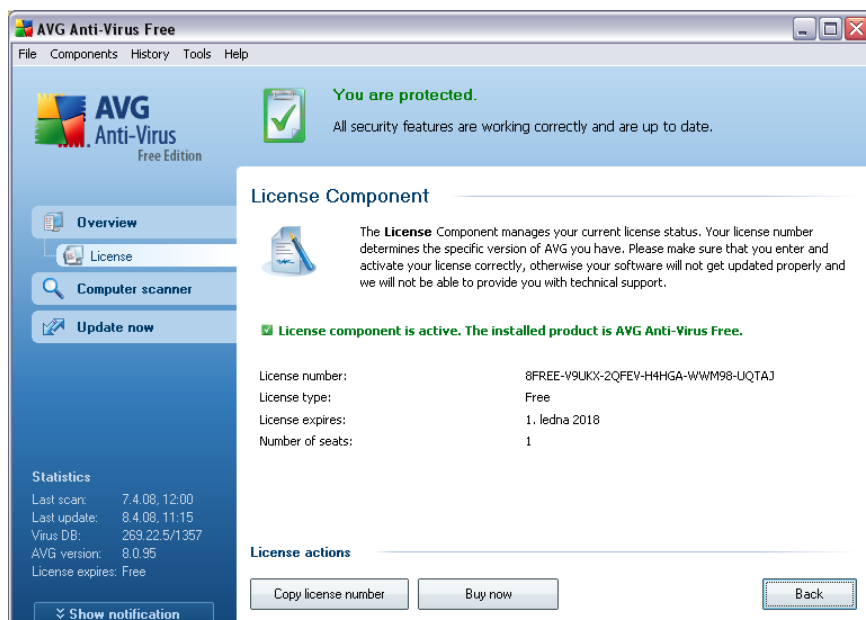 AVG Anti-Virus Free
File Components History Tools Help
AVG
Anti-Virus
Free Edition
You are protected.
All security features are working correctly and are up to date.
Overview
License
Computer scanner
Update now
License Component
The License Component manages your current license status. Your license number
determines the specific version of AVG you have. Please make sure that you enter and
activate your license correctly, otherwise your software will not get updated properly and
we will not be able to provide you with technical support.
License component is active. The installed product is AVG Anti-Virus Free.
License number: 8FREE-V9UKX-2QFEV-H4HGA-WWM98-UQTAJ
License type: Free
License expires: 1. ledna 2018
Number of seats: 1
Statistics
Last scan: 7.4.08, 12:00
Last update: 8.4.08, 11:15
Virus DB: 269.22.5/1357
AVG version: 8.0.95
License expires: Free
Show notification
License actions
Copy license number Buy now Back